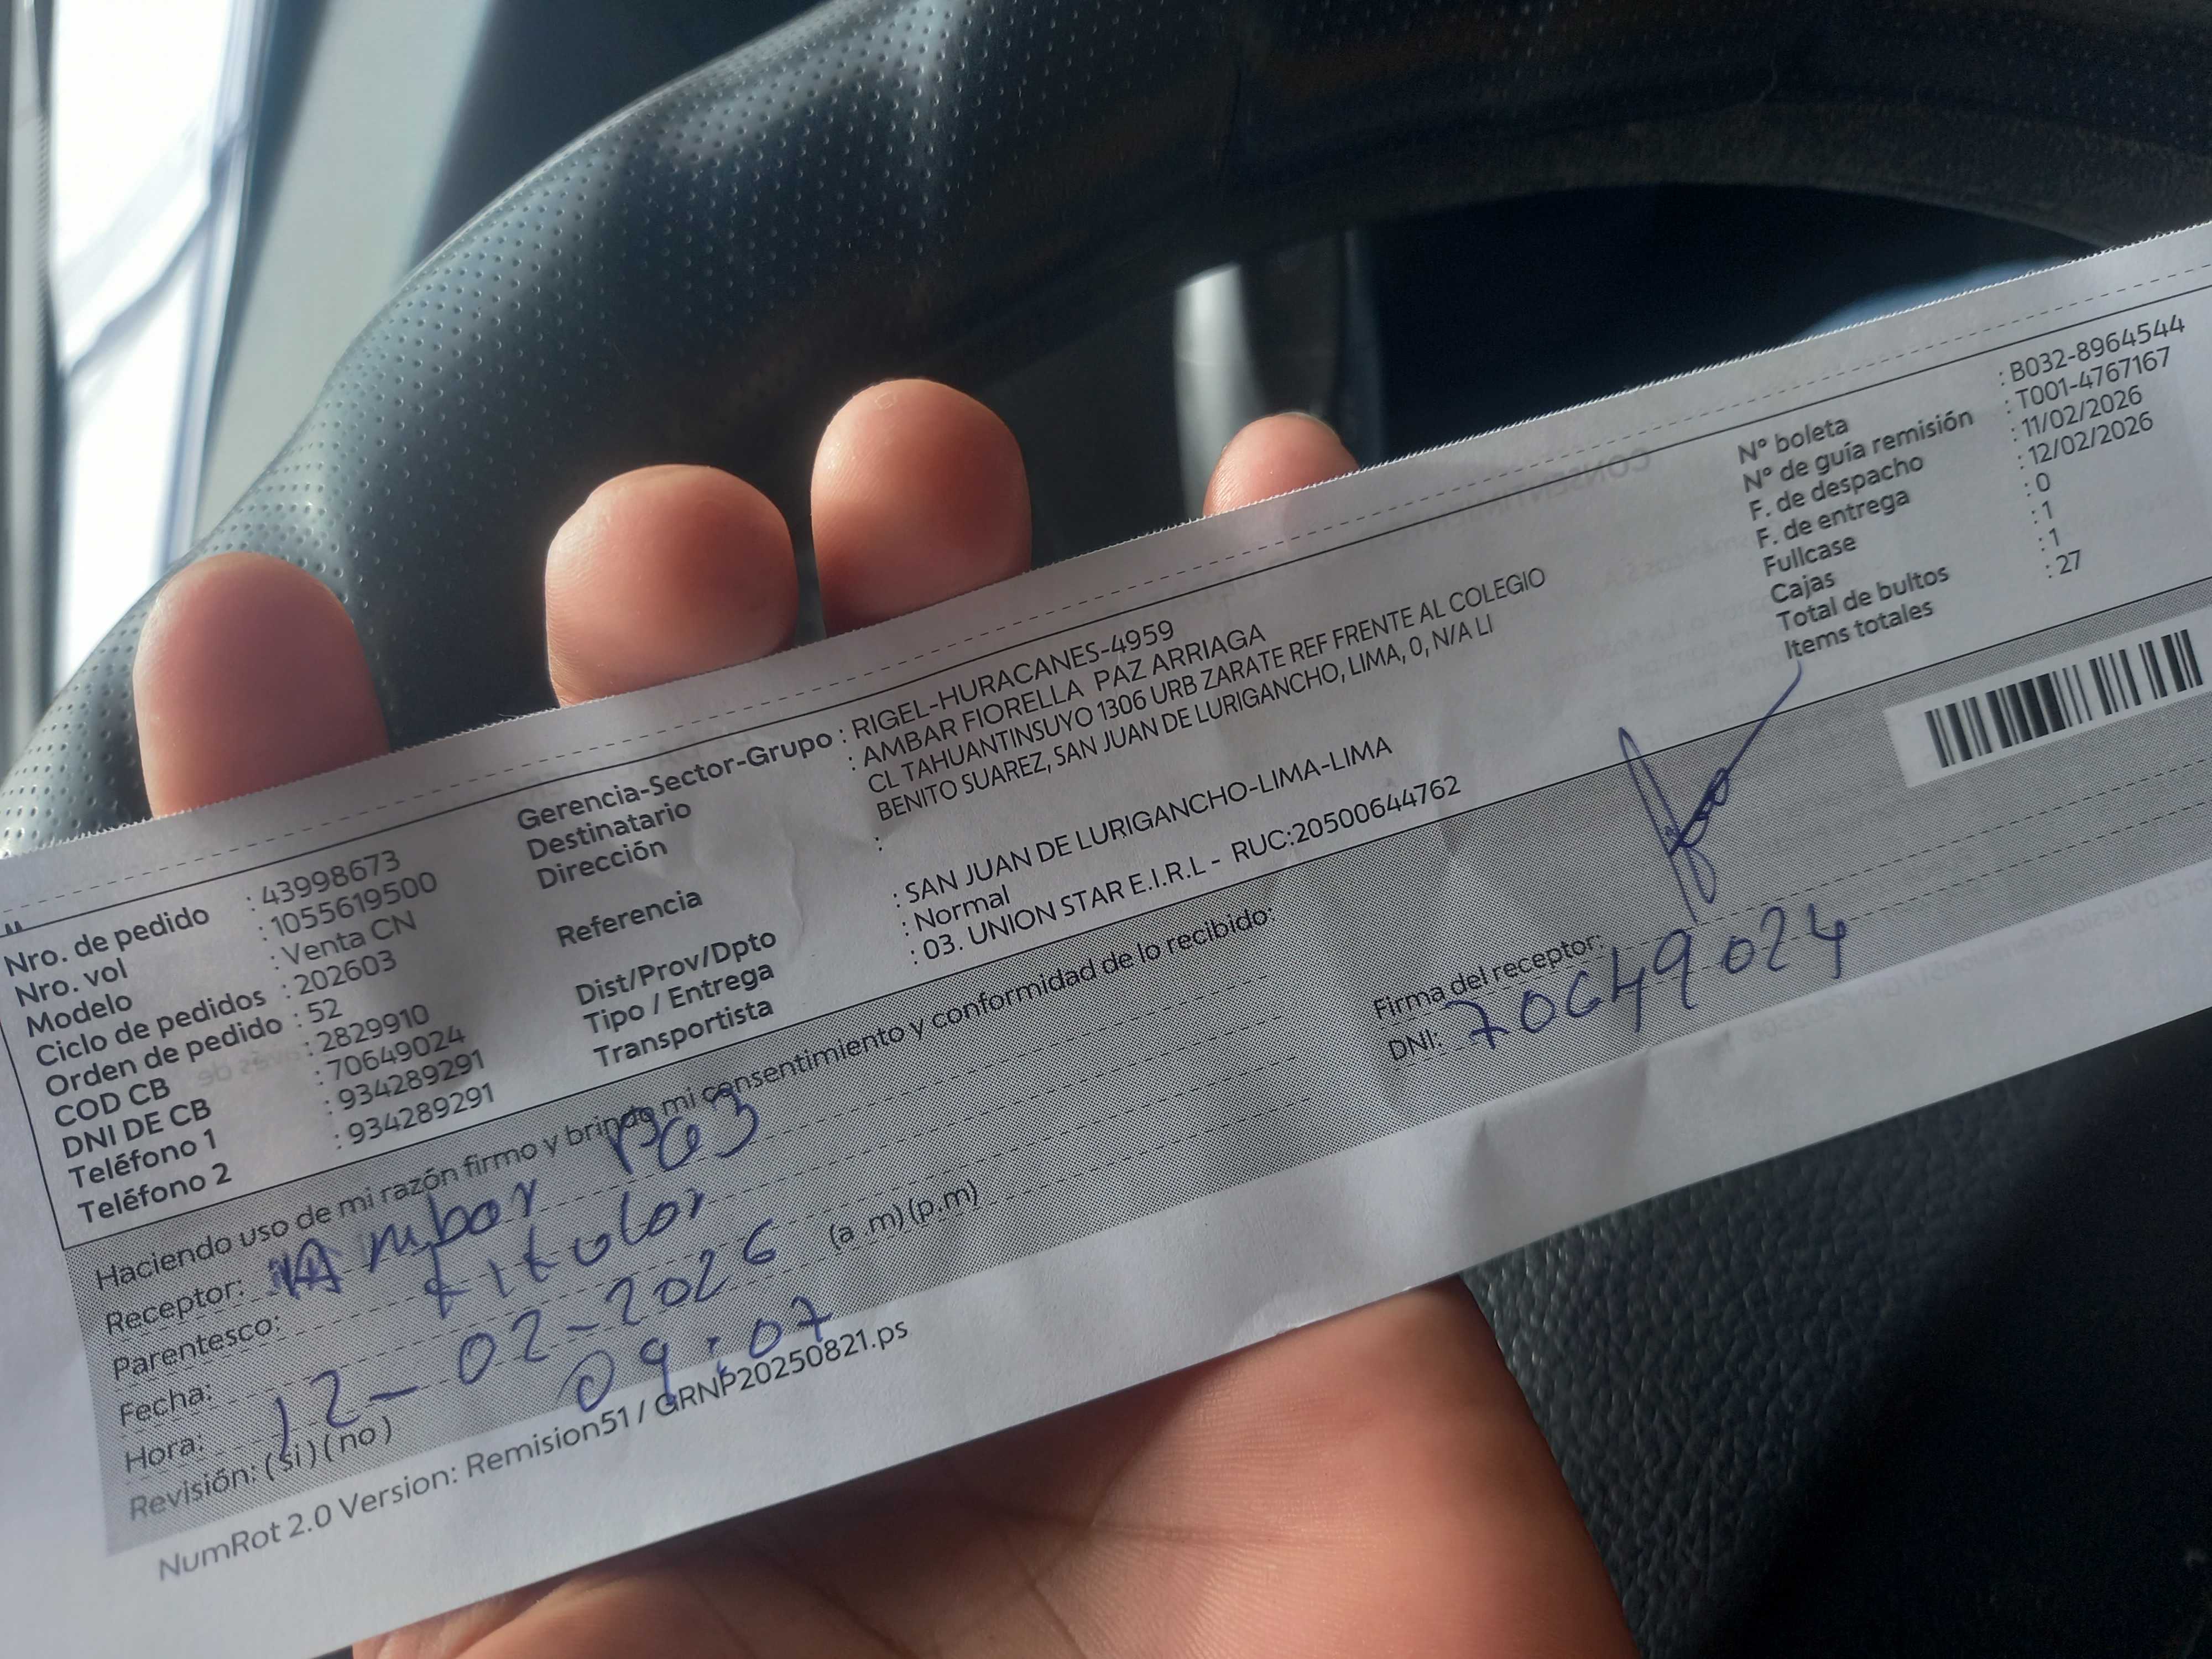 Nro. de pedido : 43998673
Nro. vol : 1055619500
Modelo : Venta CN
Ciclo de pedidos : 202603
Orden de pedido : 52
COD CB : 2829910
DNI DE CB : 70649024
Teléfono 1 : 934289291
Teléfono 2 : 934289291
Gerencia-Sector-Grupo : RIGEL-HURACANES-4959
Destinatario : AMBAR FIORELLA PAZ ARRIAGA
Dirección CL TAHUANTINSUYO 1306 URB ZARATE REF FRENTE AL COLEGIO
BENITO SUAREZ, SAN JUAN DE LURIGANCHO, LIMA, 0, N/A LI
Referencia :
Dist/Prov/Dpto : SAN JUAN DE LURIGANCHO-LIMA-LIMA
Tipo / Entrega : Normal
Transportista : 03. UNION STAR E.I.R.L - RUC:20500644762
N° boleta : B032-8964544
N° de guía remisión : T001-4767167
F. de despacho : 11/02/2026
F. de entrega : 12/02/2026
Fullcase : 0
Cajas : 1
Total de bultos : 1
Items totales : 27
Haciendo uso de mi razón firmo y brindo mi consentimiento y conformidad de lo recibido:
Receptor: Ambar Paz
Parentesco: titular
Fecha: 12-02-2026
Hora: 09:07 (a .m) (p.m)
Revisión: (si) (no)
Firma del receptor:
DNI: 70649024
NumRot 2.0 Version: Remision51 / GRNP20250821.ps